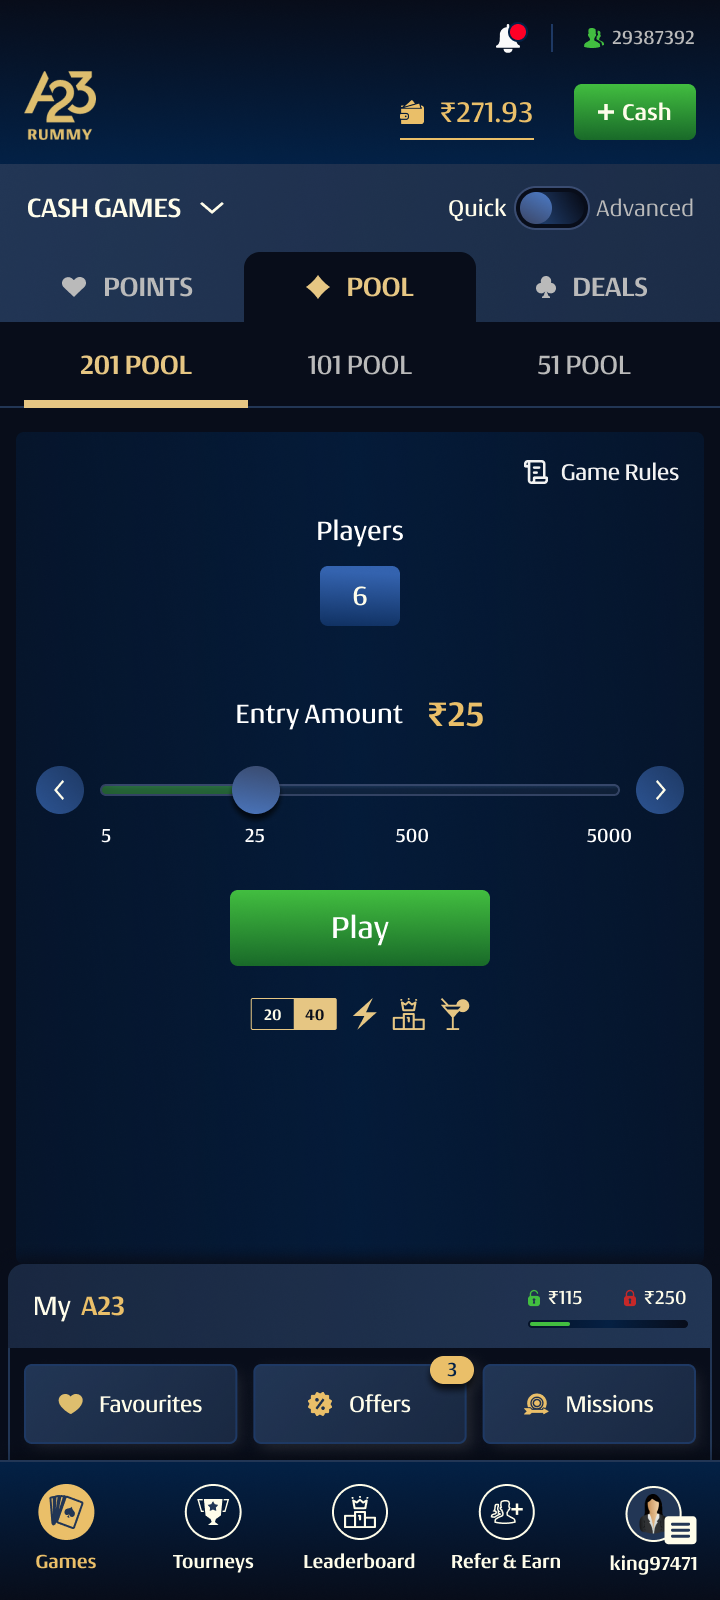 29387392
A23
RUMMY
₹271.93
+ Cash
CASH GAMES
Quick
Advanced
POINTS
POOL
DEALS
201 POOL
101 POOL
51 POOL
Game Rules
Players
6
Entry Amount ₹25
5
25
500
5000
Play
20
40
My A23
₹115
₹250
Favourites
Offers
3
Missions
Games
Tourneys
Leaderboard
Refer & Earn
king97471